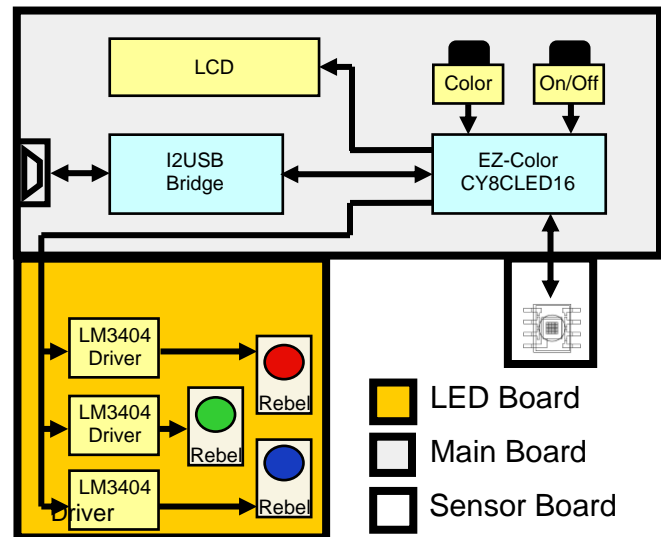 LCD
Color
On/Off
I2USB
Bridge
EZ-Color
CY8CLED16
LM3404
Driver
Rebel
LM3404
Driver
Rebel
LM3404
Driver
Rebel
LED Board
Main Board
Sensor Board